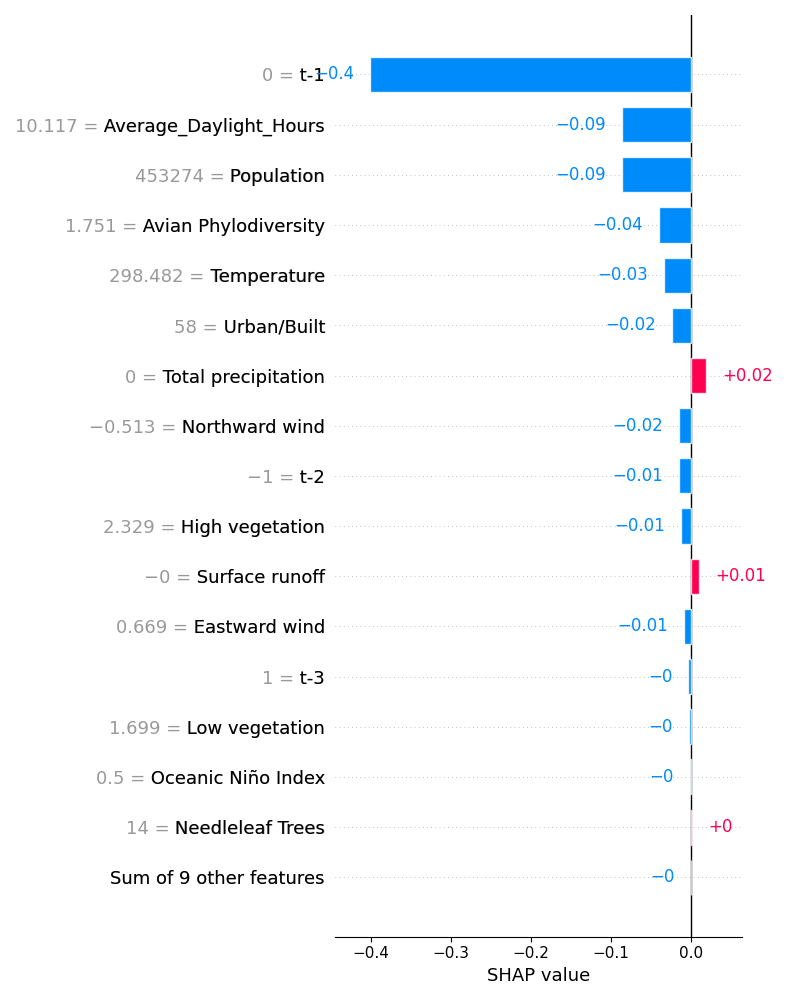 0 = t-1 −0.4
10.117 = Average_Daylight_Hours −0.09
453274 = Population −0.09
1.751 = Avian Phylodiversity −0.04
298.482 = Temperature −0.03
58 = Urban/Built −0.02
0 = Total precipitation +0.02
−0.513 = Northward wind −0.02
−1 = t-2 −0.01
2.329 = High vegetation −0.01
−0 = Surface runoff +0.01
0.669 = Eastward wind −0.01
1 = t-3 −0
1.699 = Low vegetation −0
0.5 = Oceanic Niño Index −0
14 = Needleleaf Trees +0
Sum of 9 other features −0
−0.4 −0.3 −0.2 −0.1 0.0
SHAP value